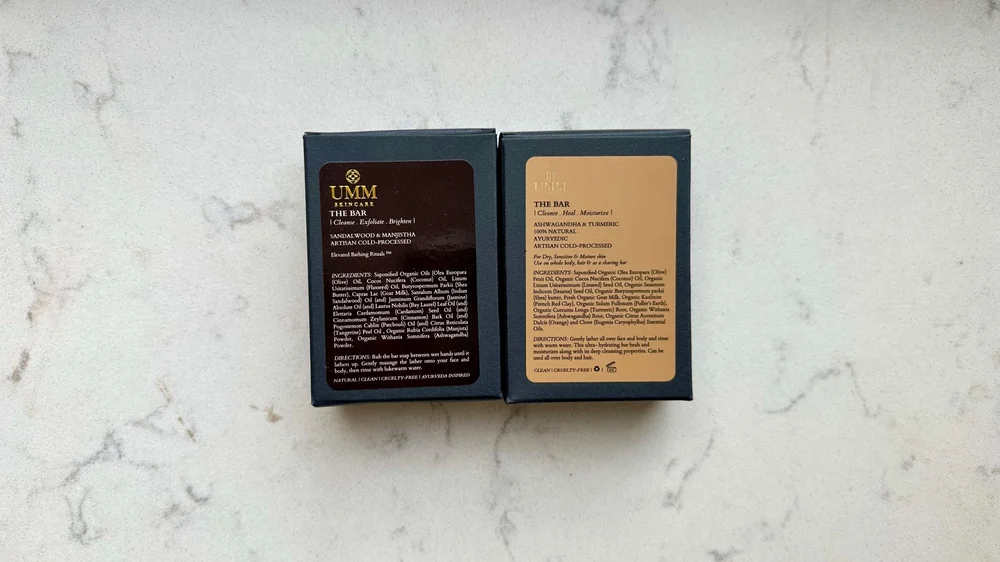 UMM
SKINCARE
THE BAR
| Cleanse . Exfoliate . Brighten |
SANDALWOOD & MANJISTHA
ARTISAN COLD-PROCESSED
Elevated Bathing Rituals ™
INGREDIENTS: Saponified Organic Oils (Olea Europaea
(Olive) Oil, Cocos Nucifera (Coconut) Oil, Linum
Usitatissimum (Flaxseed) Oil, Butyrospermum Parkii (Shea
Butter), Caprae Lac (Goat Milk), Santalum Album (Indian
Sandalwood) Oil (and) Jasminum Grandiflorum (Jasmine)
Absolute Oil (and) Laurus Nobilis (Bay Laurel) Leaf Oil (and)
Elettaria Cardamomum (Cardamom) Seed Oil (and)
Cinnamomum Zeylanicum (Cinnamon) Bark Oil (and)
Pogostemon Cablin (Patchouli) Oil (and) Citrus Reticulata
(Tangerine) Peel Oil , Organic Rubia Cordifolia (Manjista)
Powder, Organic Withania Somnifera (Ashwagandha)
Powder.
DIRECTIONS: Rub the bar soap between wet hands until it
lathers up. Gently massage the lather onto your face and
body, then rinse with lukewarm water.
NATURAL | CLEAN | CRUELTY-FREE | AYURVEDA INSPIRED
UMM
THE BAR
| Cleanse . Heal . Moisturize |
ASHWAGANDHA & TURMERIC
100% NATURAL
AYURVEDIC
ARTISAN COLD-PROCESSED
For Dry, Sensitive & Mature skin
Use on whole body, hair & as a shaving bar
INGREDIENTS: Saponified Organic Olea Europaea (Olive)
Fruit Oil, Organic Cocos Nucifera (Coconut) Oil, Organic
Linum Usitatissimum (Linseed) Seed Oil, Organic Sesamum
Indicum (Sesame) Seed Oil, Organic Butyrospermum parkii
(Shea) butter, Fresh Organic Goat Milk, Organic Kaolinite
(French Red Clay), Organic Solum Fullonum (Fuller's Earth),
Organic Curcuma Longa (Turmeric) Root, Organic Withania
Somnifera (Ashwagandha) Root, Organic Citrus Aurantium
Dulcis (Orange) and Clove (Eugenia Caryophyllus) Essential
Oils.
DIRECTIONS: Gently lather all over face, body and rinse
with warm water. This ultra- hydrating bar heals and
moisturizes along with its deep cleansing properties. Can be
used all over body and hair.
CLEAN | CRUELTY-FREE |